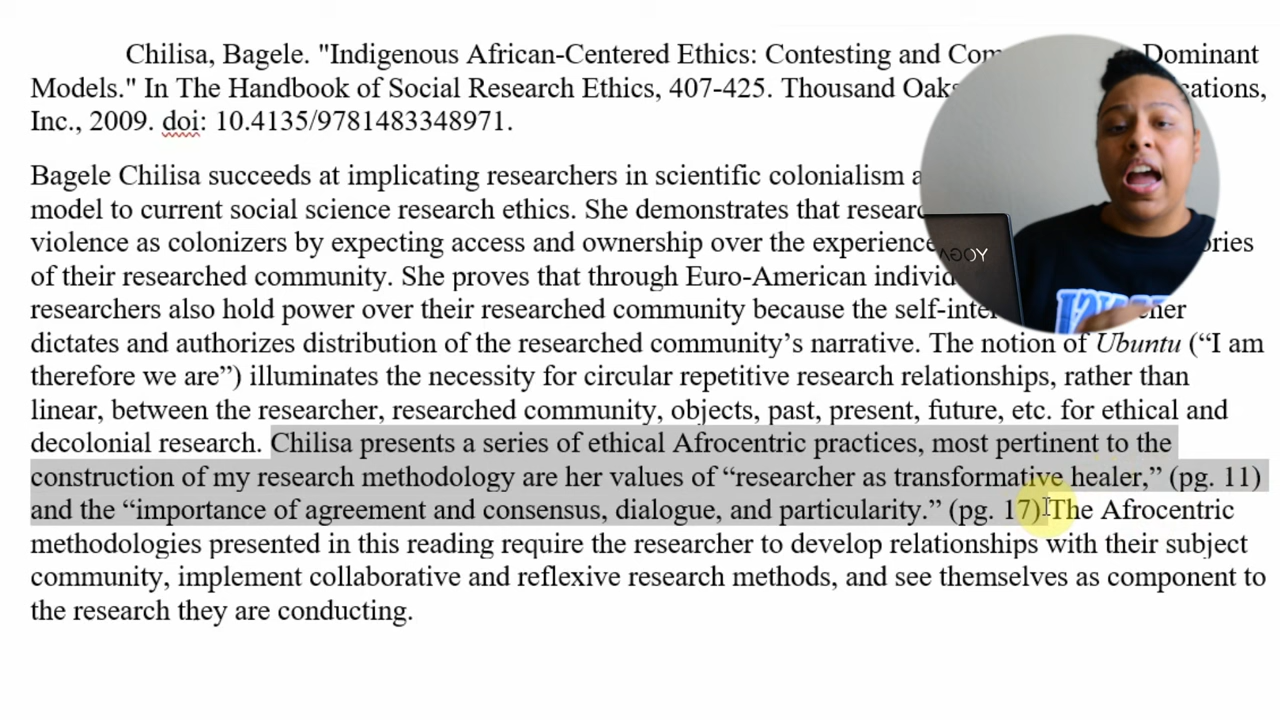 Chilisa, Bagele. "Indigenous African-Centered Ethics: Contesting and Com Dominant
Models." In The Handbook of Social Research Ethics, 407-425. Thousand Oaks cations,
Inc., 2009. doi: 10.4135/9781483348971.
Bagele Chilisa succeeds at implicating researchers in scientific colonialism
model to current social science research ethics. She demonstrates that
violence as colonizers by expecting access and ownership over the experience ories
of their researched community. She proves that through Euro-American
YOGA
researchers also hold power over their researched community because the
dictates and authorizes distribution of the researched community’s narrative. The notion of Ubuntu (“I am
therefore we are”) illuminates the necessity for circular repetitive research relationships, rather than
linear, between the researcher, researched community, objects, past, present, future, etc. for ethical and
decolonial research. Chilisa presents a series of ethical Afrocentric practices, most pertinent to the
construction of my research methodology are her values of “researcher as transformative healer,” (pg. 11)
and the “importance of agreement and consensus, dialogue, and particularity.” (pg. 17) The Afrocentric
methodologies presented in this reading require the researcher to develop relationships with their subject
community, implement collaborative and reflexive research methods, and see themselves as component to
the research they are conducting.